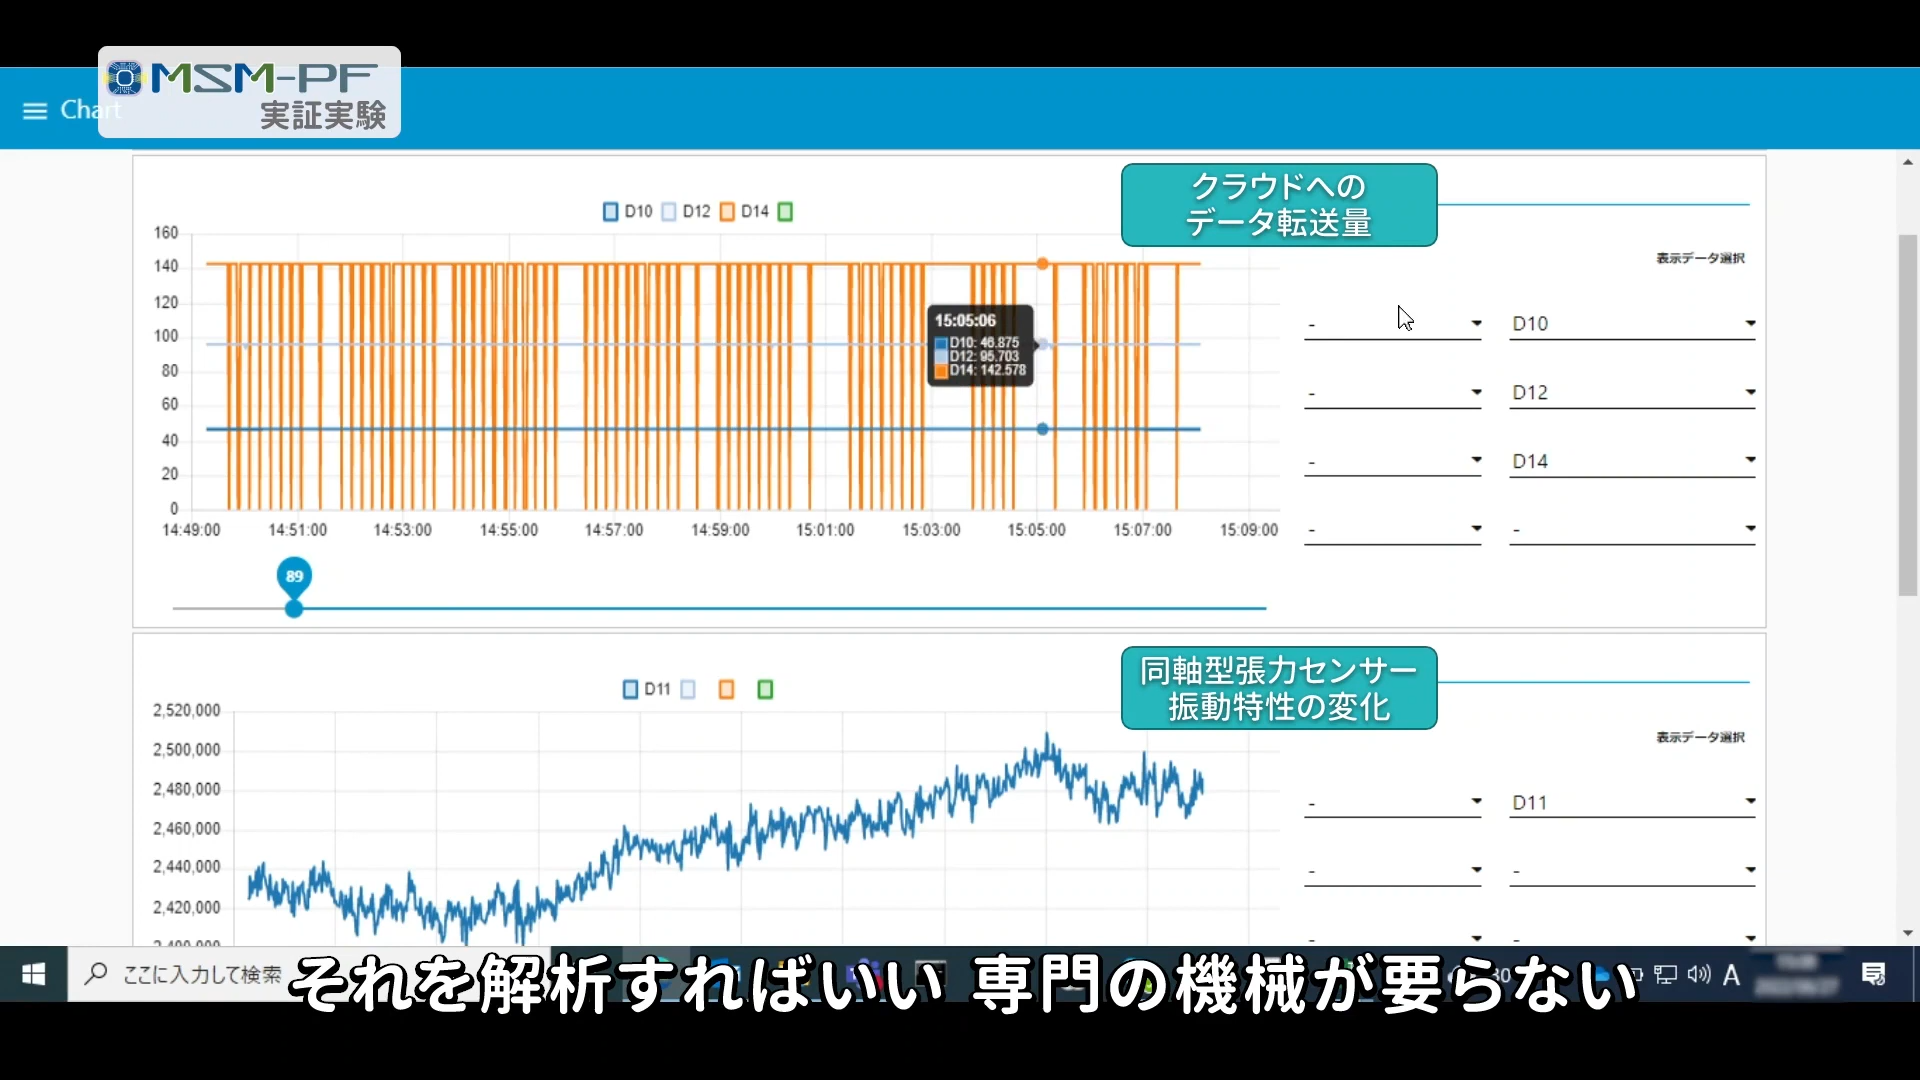 MSM-PF
実証実験
Chart
クラウドへの
データ転送量
D10 D12 D14
表示データ選択
160
140
120
100
80
60
40
20
0
15:05:06
D10: 46.875
D12: 95.703
D14: 142.578
14:49:00 14:51:00 14:53:00 14:55:00 14:57:00 14:59:00 15:01:00 15:03:00 15:05:00 15:07:00 15:09:00
- D10
- D12
- D14
- -
89
同軸型張力センサー
振動特性の変化
D11
表示データ選択
2,520,000
2,500,000
2,480,000
2,460,000
2,440,000
2,420,000
- D11
- -
- -
ここに入力して検索
A
それを解析すればいい 専門の機械が要らない